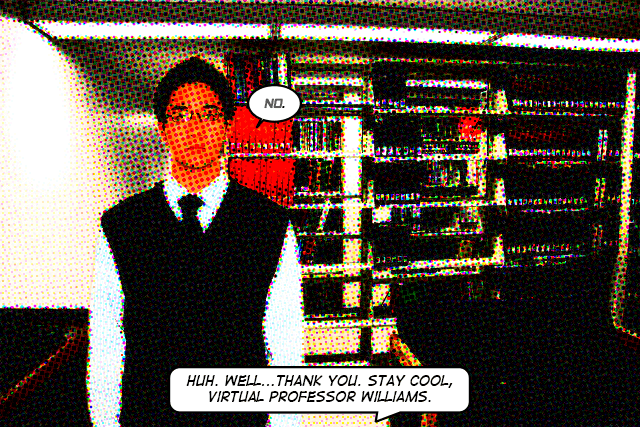 NO.
HUH. WELL...THANK YOU. STAY COOL,
VIRTUAL PROFESSOR WILLIAMS.